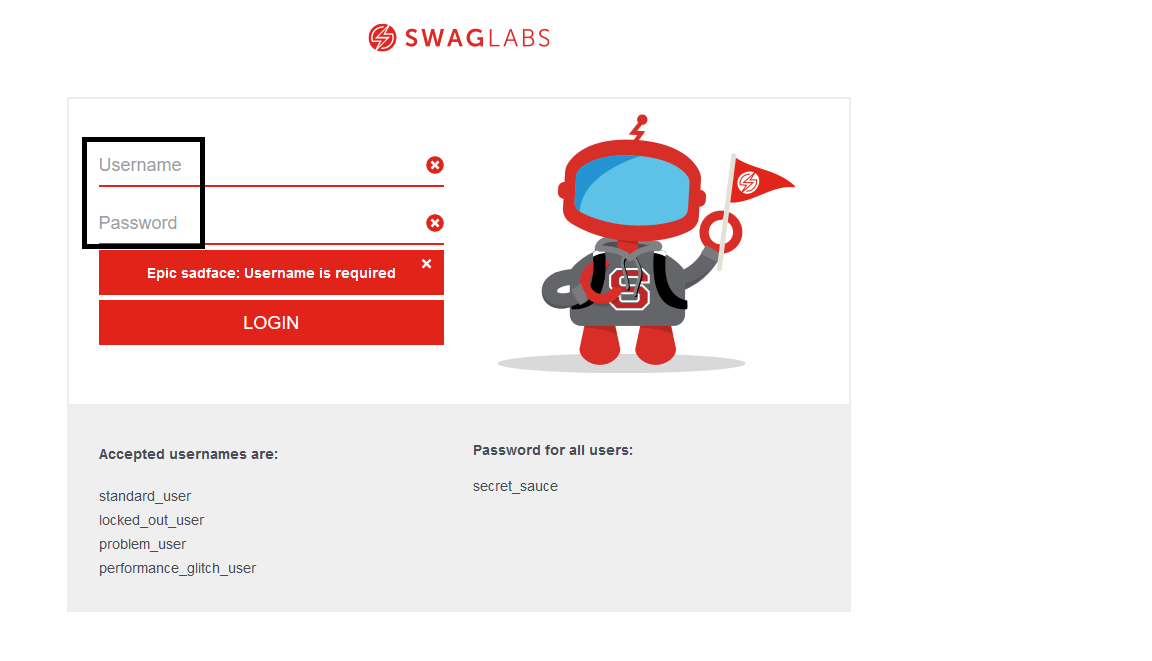 SWAGLABS
Username
Password
Epic sadface: Username is required
LOGIN
S
Accepted usernames are:
standard_user
locked_out_user
problem_user
performance_glitch_user
Password for all users:
secret_sauce